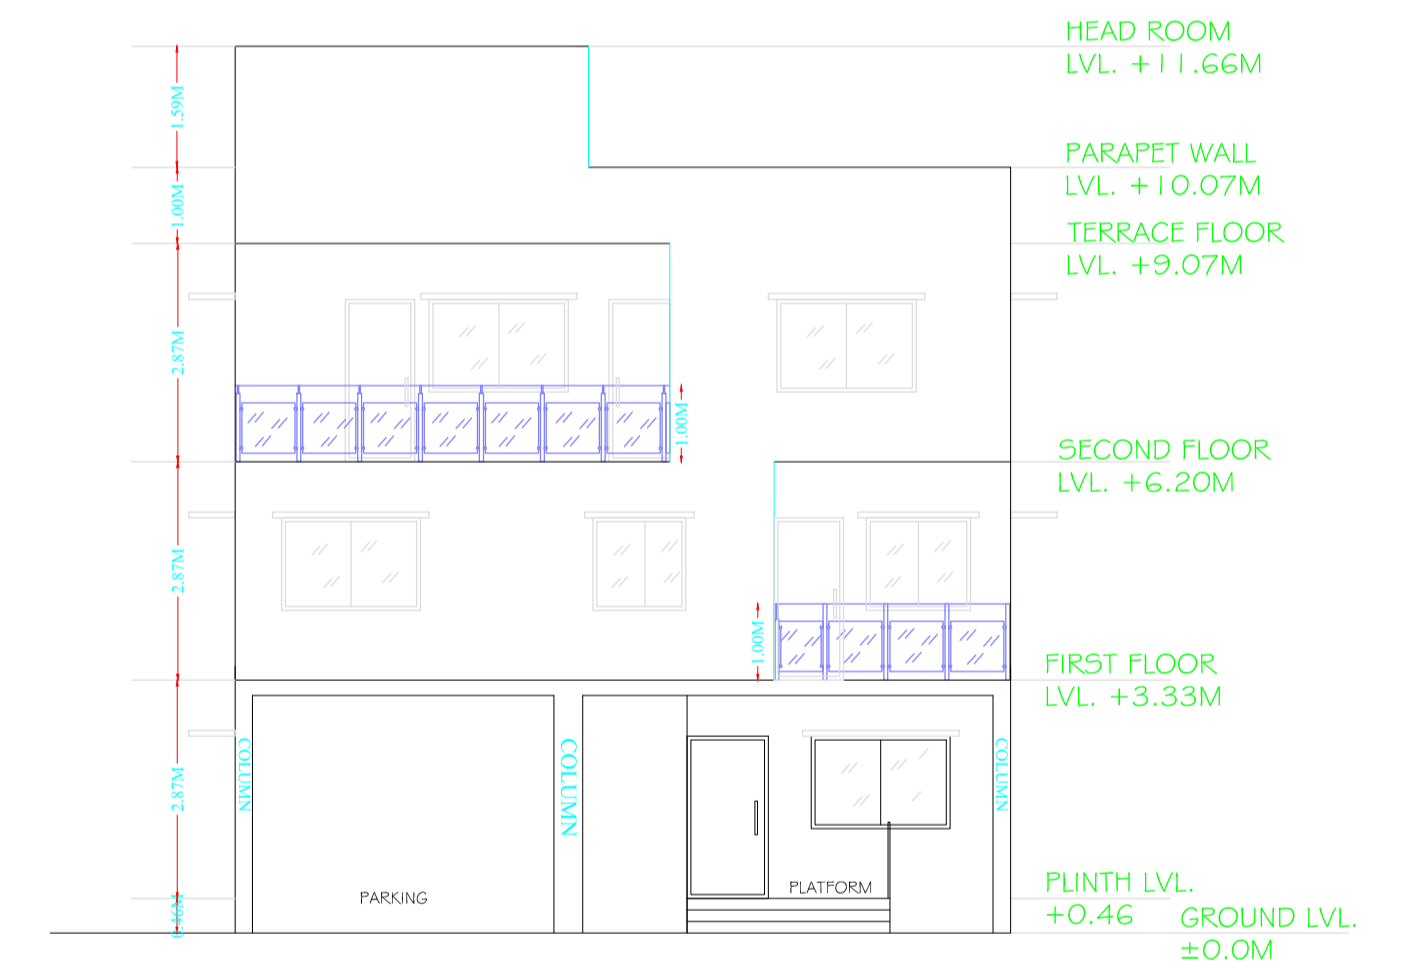 HEAD ROOM
LVL. +11.66M
1.59M
PARAPET WALL
LVL. +10.07M
1.00M
TERRACE FLOOR
LVL. +9.07M
2.87M
1.00M
SECOND FLOOR
LVL. +6.20M
2.87M
1.00M
FIRST FLOOR
LVL. +3.33M
2.87M
COLUMN
COLUMN
COLUMN
PARKING
PLATFORM
PLINTH LVL.
+0.46
0.46M
GROUND LVL.
±0.0M